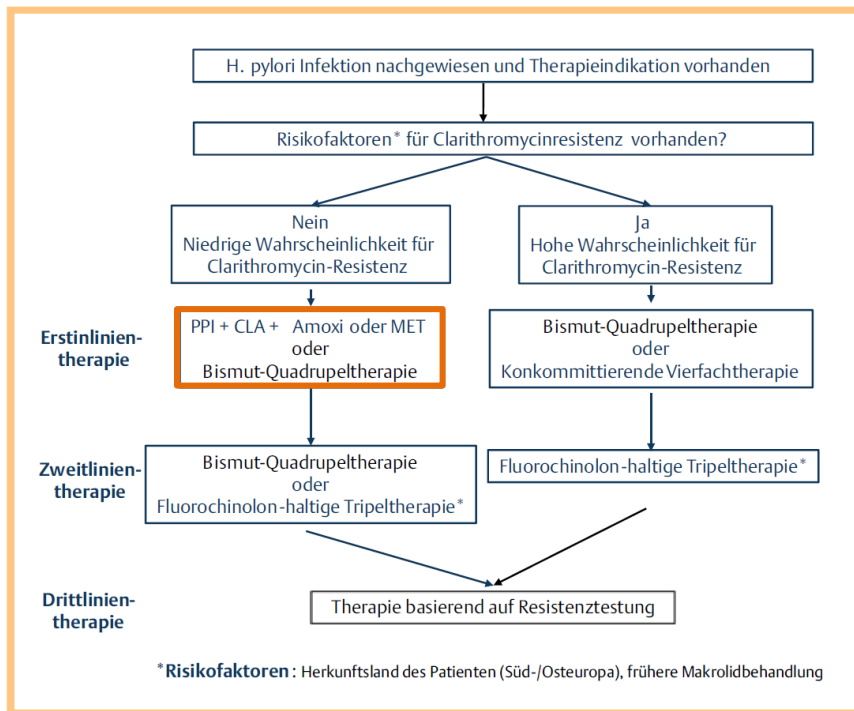 H. pylori Infektion nachgewiesen und Therapieindikation vorhanden
Risikofaktoren* für Clarithromycinresistenz vorhanden?
Nein
Niedrige Wahrscheinlichkeit für
Clarithromycin-Resistenz
Ja
Hohe Wahrscheinlichkeit für
Clarithromycin-Resistenz
Erstlinien-
therapie
PPI + CLA + Amoxi oder MET
oder
Bismut-Quadrupeltherapie
Bismut-Quadrupeltherapie
oder
Konkommittierende Vierfachtherapie
Zweitlinien-
therapie
Bismut-Quadrupeltherapie
oder
Fluorochinolon-haltige Tripeltherapie*
Fluorochinolon-haltige Tripeltherapie*
Drittlinien-
therapie
Therapie basierend auf Resistenztestung
*Risikofaktoren: Herkunftsland des Patienten (Süd-/Osteuropa), frühere Makrolidbehandlung